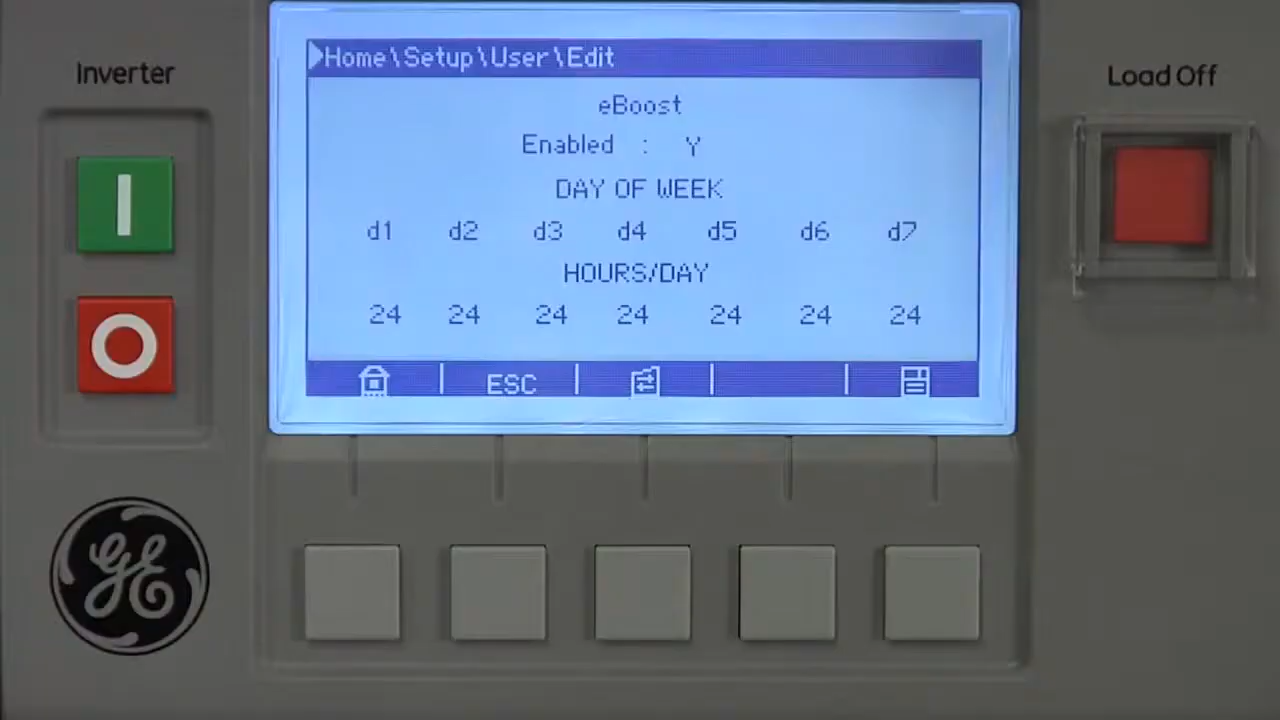 Inverter
Load Off
Home\Setup\User\Edit
eBoost
Enabled : Y
DAY OF WEEK
d1 d2 d3 d4 d5 d6 d7
HOURS/DAY
24 24 24 24 24 24 24
ESC
GE